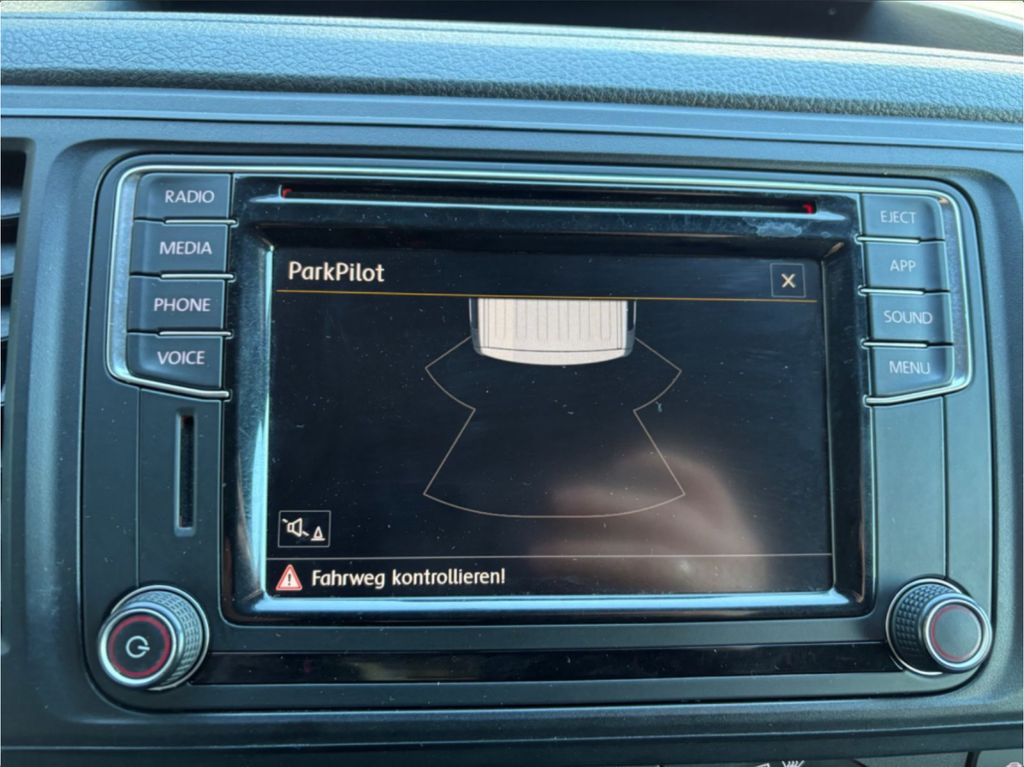 RADIO
MEDIA
PHONE
VOICE
EJECT
APP
SOUND
MENU
ParkPilot
Fahrweg kontrollieren!